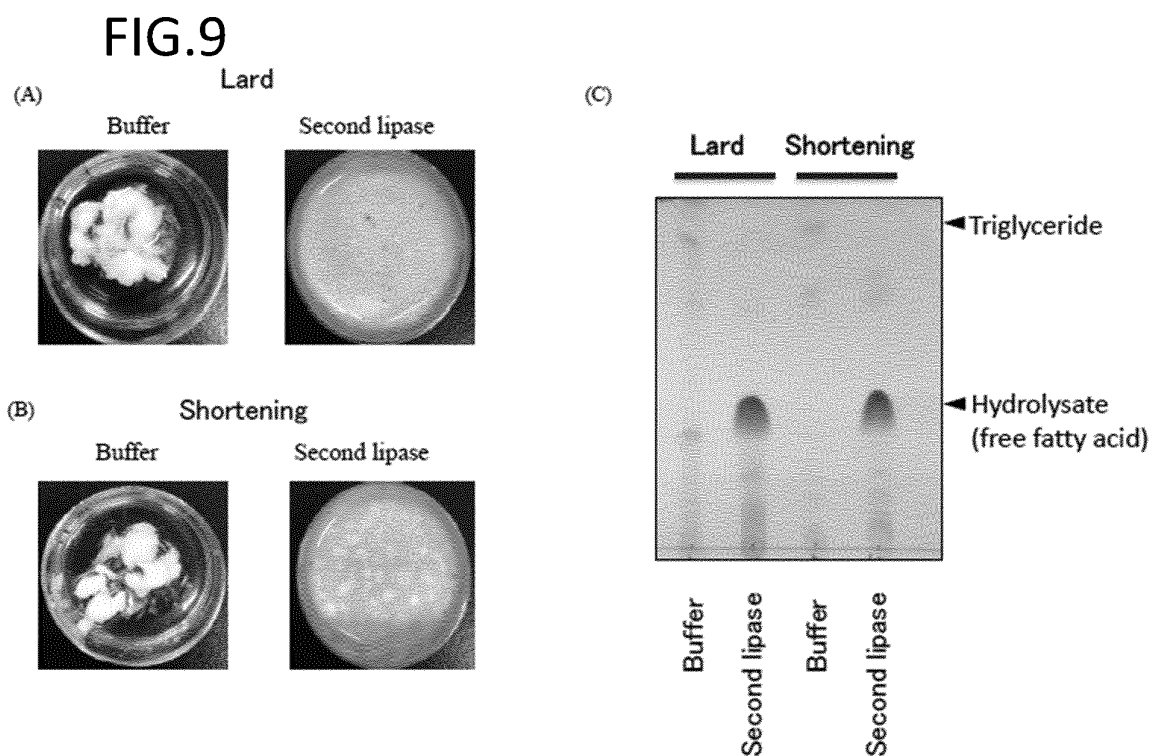 FIG.9
Lard
(A)
Buffer
Second lipase
(B)
Shortening
Buffer
Second lipase
(C)
Lard
Shortening
Triglyceride
Hydrolysate
(free fatty acid)
Buffer
Second lipase
Buffer
Second lipase